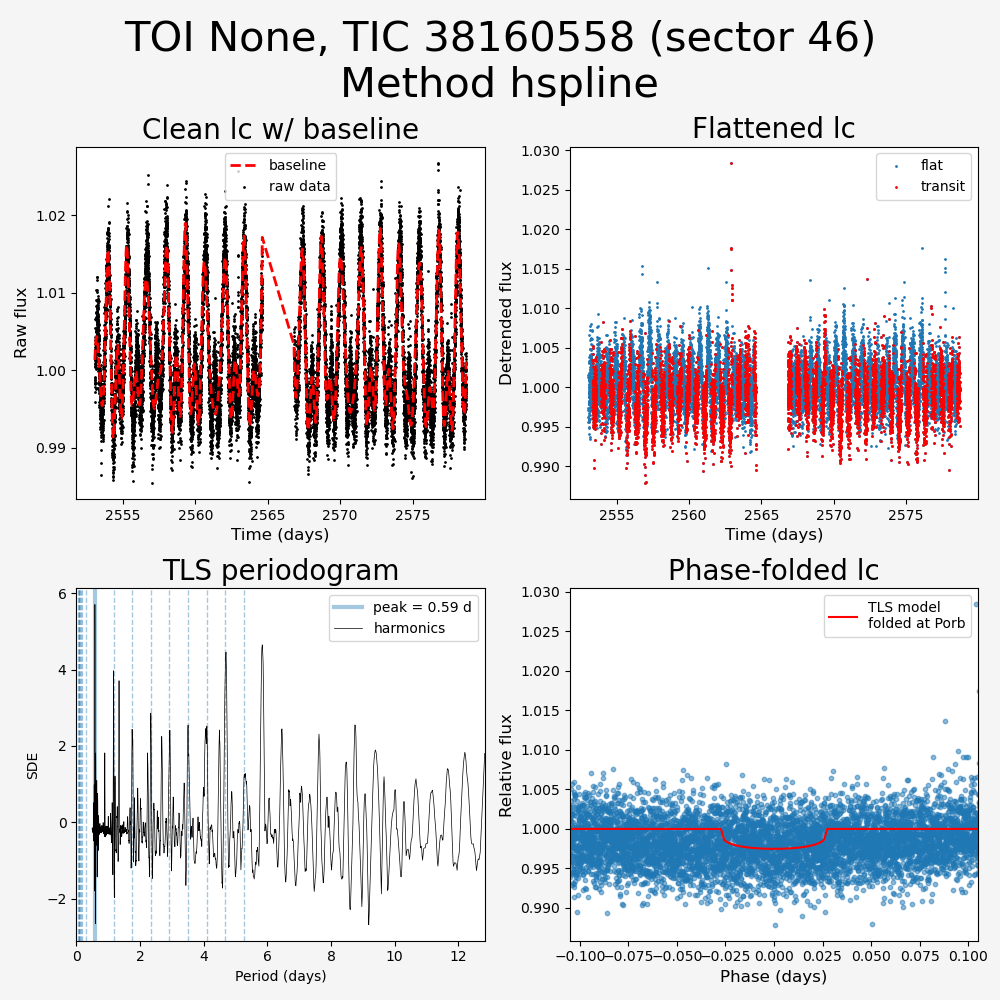 TOI None, TIC 38160558 (sector 46)
Method hspline
Clean lc w/ baseline
baseline
raw data
Raw flux
1.02
1.01
1.00
0.99
2555 2560 2565 2570 2575
Time (days)
Flattened lc
flat
transit
Detrended flux
1.030
1.025
1.020
1.015
1.010
1.005
1.000
0.995
0.990
2555 2560 2565 2570 2575
Time (days)
TLS periodogram
peak = 0.59 d
harmonics
SDE
6
4
2
0
−2
0 2 4 6 8 10 12
Period (days)
Phase-folded lc
TLS model
folded at Porb
Relative flux
1.030
1.025
1.020
1.015
1.010
1.005
1.000
0.995
0.990
−0.100 −0.075 −0.050 −0.025 0.000 0.025 0.050 0.075 0.100
Phase (days)